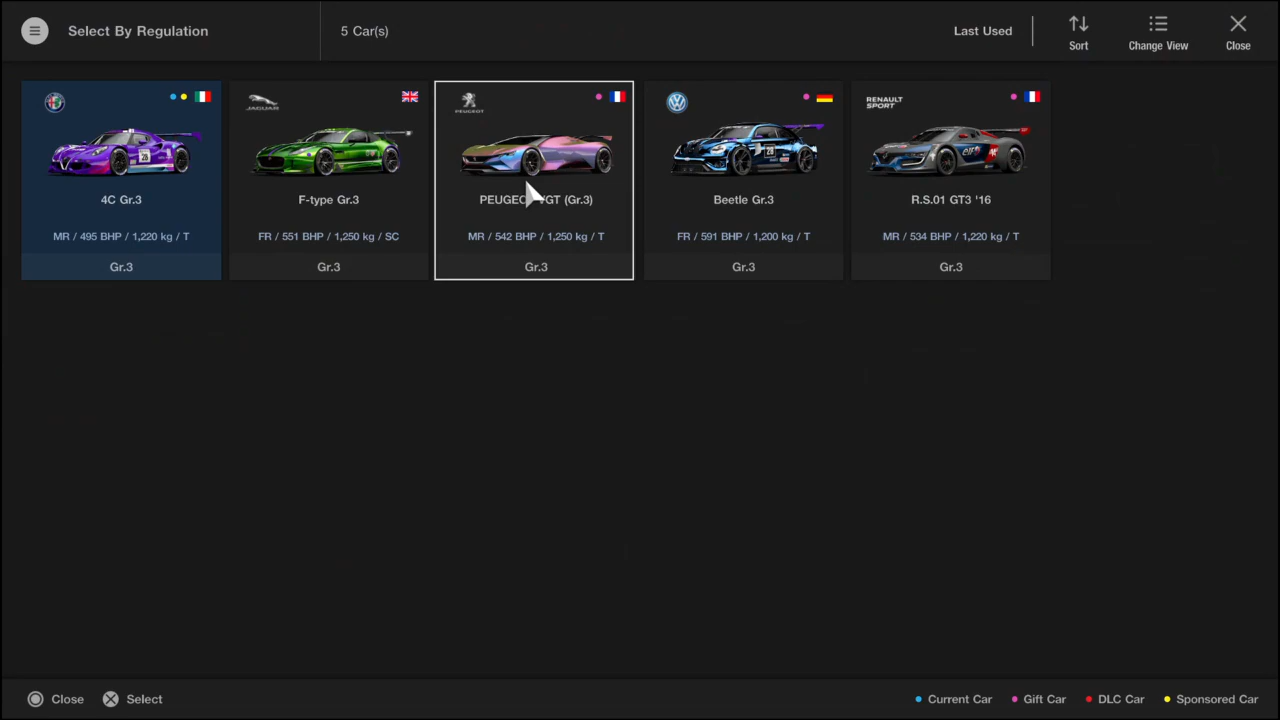 Select By Regulation
5 Car(s)
Last Used
Sort
Change View
Close
4C Gr.3
MR / 495 BHP / 1,220 kg / T
Gr.3
JAGUAR
F-type Gr.3
FR / 551 BHP / 1,250 kg / SC
Gr.3
PEUGEOT
PEUGEOT VGT (Gr.3)
MR / 542 BHP / 1,250 kg / T
Gr.3
Beetle Gr.3
FR / 591 BHP / 1,200 kg / T
Gr.3
RENAULT
SPORT
R.S.01 GT3 '16
MR / 534 BHP / 1,220 kg / T
Gr.3
Close
Select
Current Car
Gift Car
DLC Car
Sponsored Car